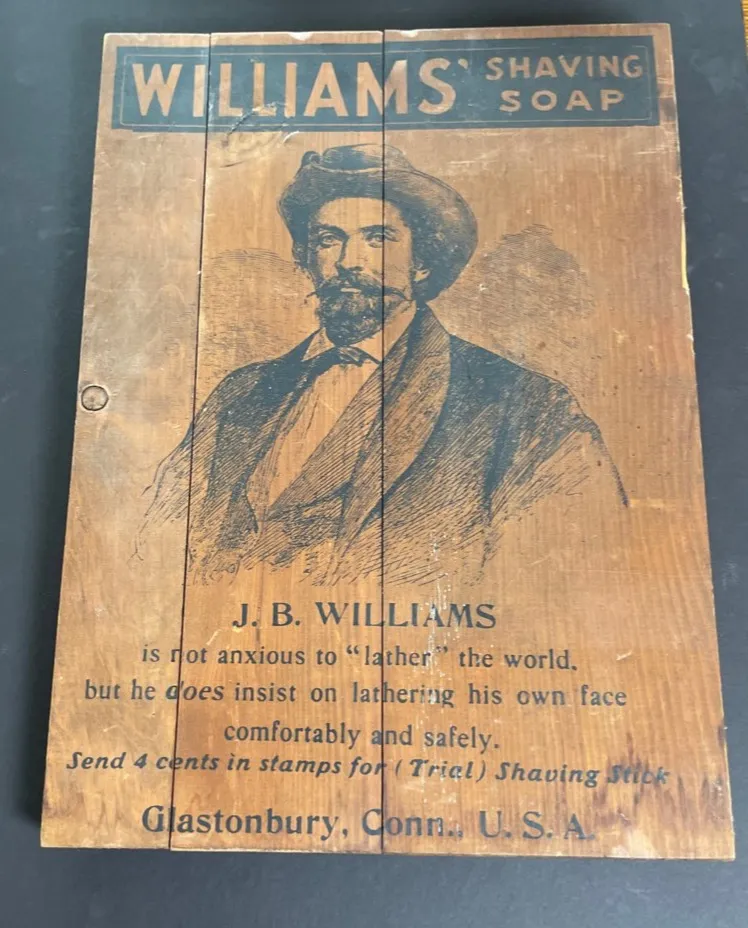 WILLIAMS' SHAVING
SOAP
J. B. WILLIAMS
is not anxious to "lather" the world.
but he does insist on lathering his own face
comfortably and safely.
Send 4 cents in stamps for (Trial) Shaving Stick
Glastonbury, Conn., U. S. A.